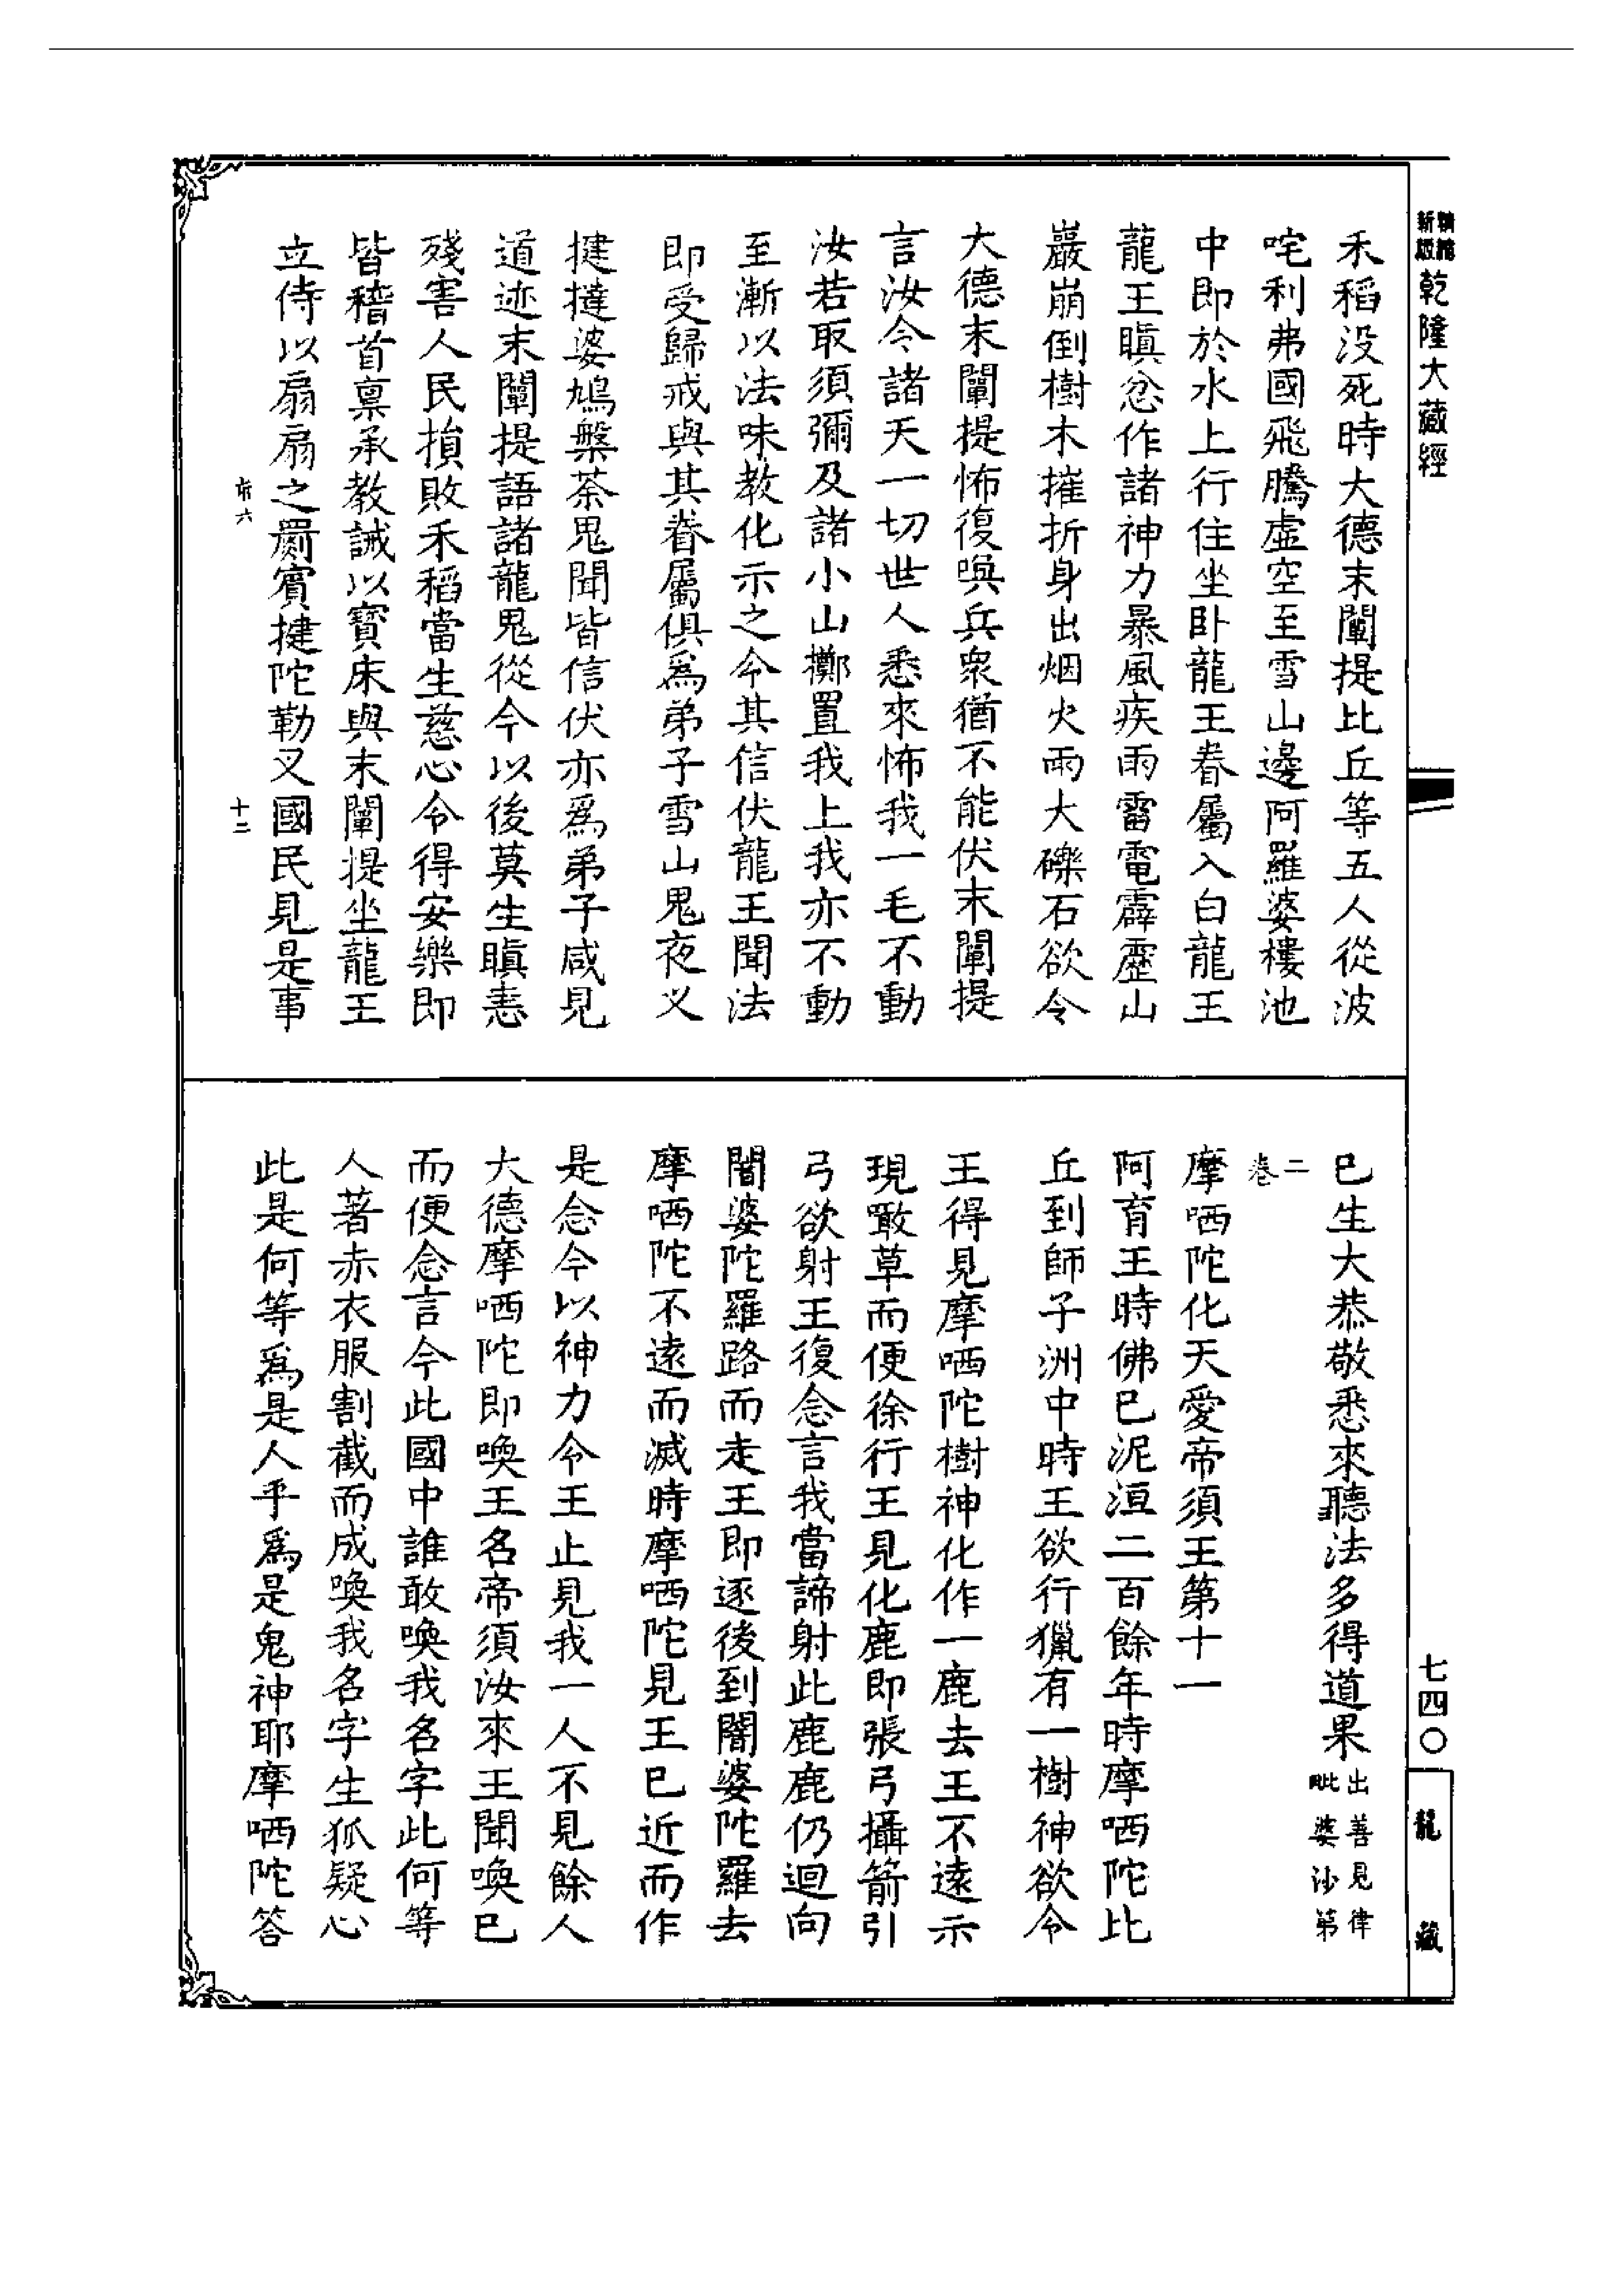 新版精縮乾隆大藏經
禾稻没死時大德末闡提比丘等五人從波
咤利弗國飛騰虛空至雪山邊阿羅婆樓池
中即於水上行住坐卧龍王眷屬入白龍王
龍王瞋忿作諸神力暴風疾雨雷電霹靂山
巖崩倒樹木摧折身出烟火雨大礫石欲令
大德末闡提怖復喚兵衆猶不能伏末闡提
言汝令諸天一切世人悉來怖我一毛不動
汝若取須彌及諸小山擲置我上我亦不動
至漸以法味教化示之令其信伏龍王聞法
即受歸戒與其眷屬俱爲弟子雪山鬼夜叉
揵撻婆鳩槃荼鬼聞皆信伏亦爲弟子咸見
道迹末闡提語諸龍鬼從今以後莫生瞋恚
殘害人民損敗禾稻當生慈心令得安樂即
皆稽首稟承教誡以寶床與末闡提坐龍王
立侍以扇扇之罽賓揵陀勒叉國民見是事
十二
已生大恭敬悉來聽法多得道果出善見律毗婆沙第
二卷
摩哂陀化天愛帝須王第十一
阿育王時佛已泥洹二百餘年時摩哂陀比
丘到師子洲中時王欲行獵有一樹神欲令
王得見摩哂陀樹神化作一鹿去王不遠示
現噉草而便徐行王見化鹿即張弓攝箭引
弓欲射王復念言我當諦射此鹿鹿仍迴向
闍婆陀羅路而走王即逐後到闍婆陀羅去
摩哂陀不遠而滅時摩哂陀見王已近而作
是念今以神力令王止見我一人不見餘人
大德摩哂陀即喚王名帝須汝來王聞喚已
而便念言今此國中誰敢喚我名字此何等
人著赤衣服割截而成喚我名字生狐疑心
此是何等爲是人乎爲是鬼神耶摩哂陀答
七四〇
龍藏